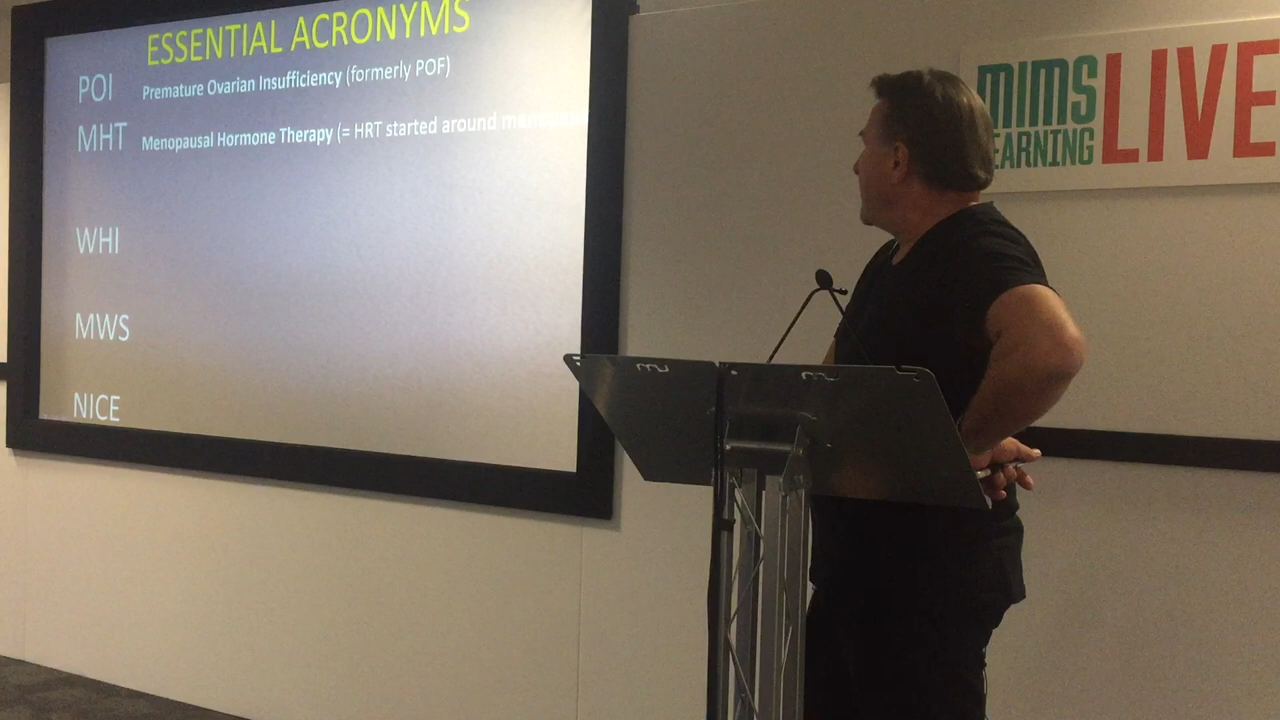 ESSENTIAL ACRONYMS
POI Premature Ovarian Insufficiency (formerly POF)
MHT Menopausal Hormone Therapy (= HRT started around
WHI
MWS
NICE
MIMS
LEARNING
LIVE